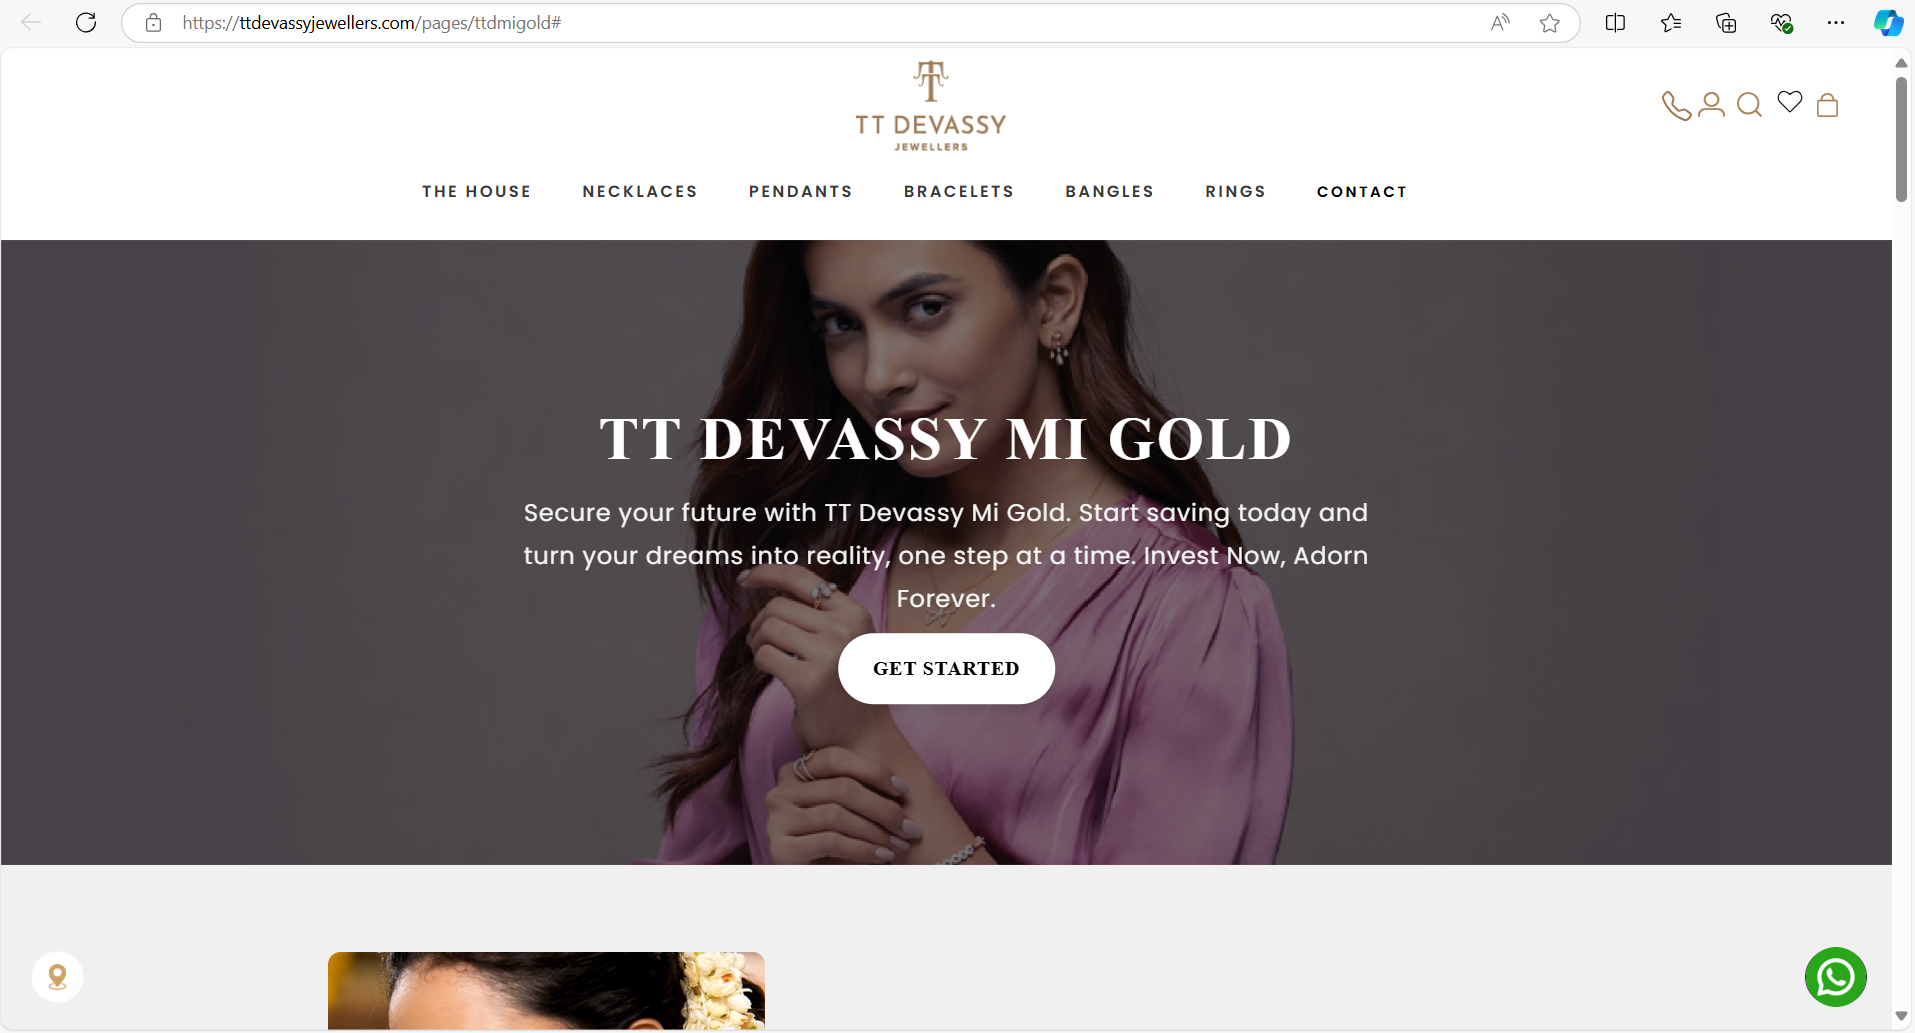 https://ttdevassyjewellers.com/pages/ttdmigold#
TT DEVASSY
JEWELLERS
THE HOUSE NECKLACES PENDANTS BRACELETS BANGLES RINGS CONTACT
TT DEVASSY MI GOLD
Secure your future with TT Devassy Mi Gold. Start saving today and
turn your dreams into reality, one step at a time. Invest Now, Adorn
Forever.
GET STARTED